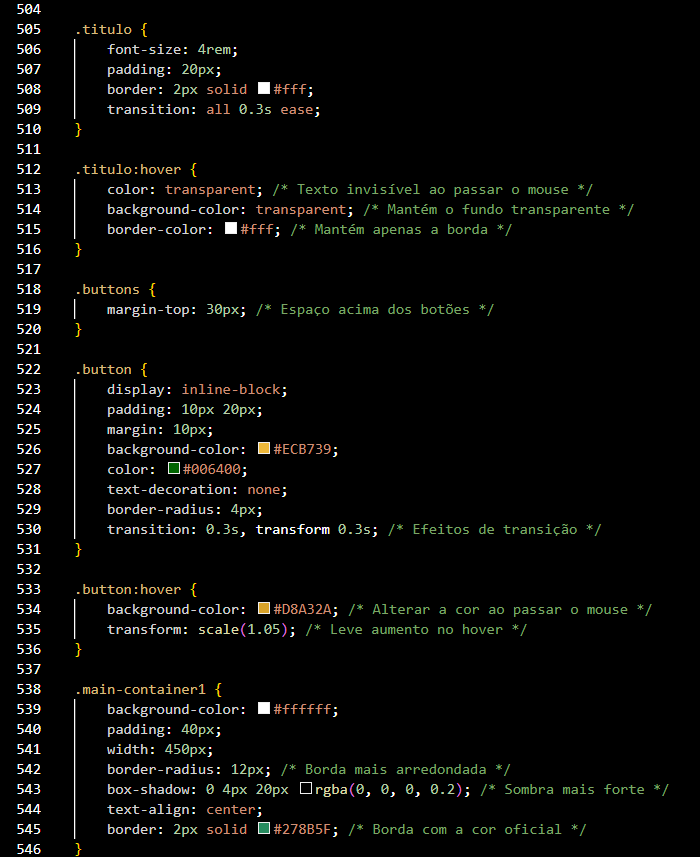 504
505 .titulo {
506 font-size: 4rem;
507 padding: 20px;
508 border: 2px solid #fff;
509 transition: all 0.3s ease;
510 }
511
512 .titulo:hover {
513 color: transparent; /* Texto invisível ao passar o mouse */
514 background-color: transparent; /* Mantém o fundo transparente */
515 border-color: #fff; /* Mantém apenas a borda */
516 }
517
518 .buttons {
519 margin-top: 30px; /* Espaço acima dos botões */
520 }
521
522 .button {
523 display: inline-block;
524 padding: 10px 20px;
525 margin: 10px;
526 background-color: #ECB739;
527 color: #006400;
528 text-decoration: none;
529 border-radius: 4px;
530 transition: 0.3s, transform 0.3s; /* Efeitos de transição */
531 }
532
533 .button:hover {
534 background-color: #D8A32A; /* Alterar a cor ao passar o mouse */
535 transform: scale(1.05); /* Leve aumento no hover */
536 }
537
538 .main-container1 {
539 background-color: #ffffff;
540 padding: 40px;
541 width: 450px;
542 border-radius: 12px; /* Borda mais arredondada */
543 box-shadow: 0 4px 20px rgba(0, 0, 0, 0.2); /* Sombra mais forte */
544 text-align: center;
545 border: 2px solid #278B5F; /* Borda com a cor oficial */
546 }